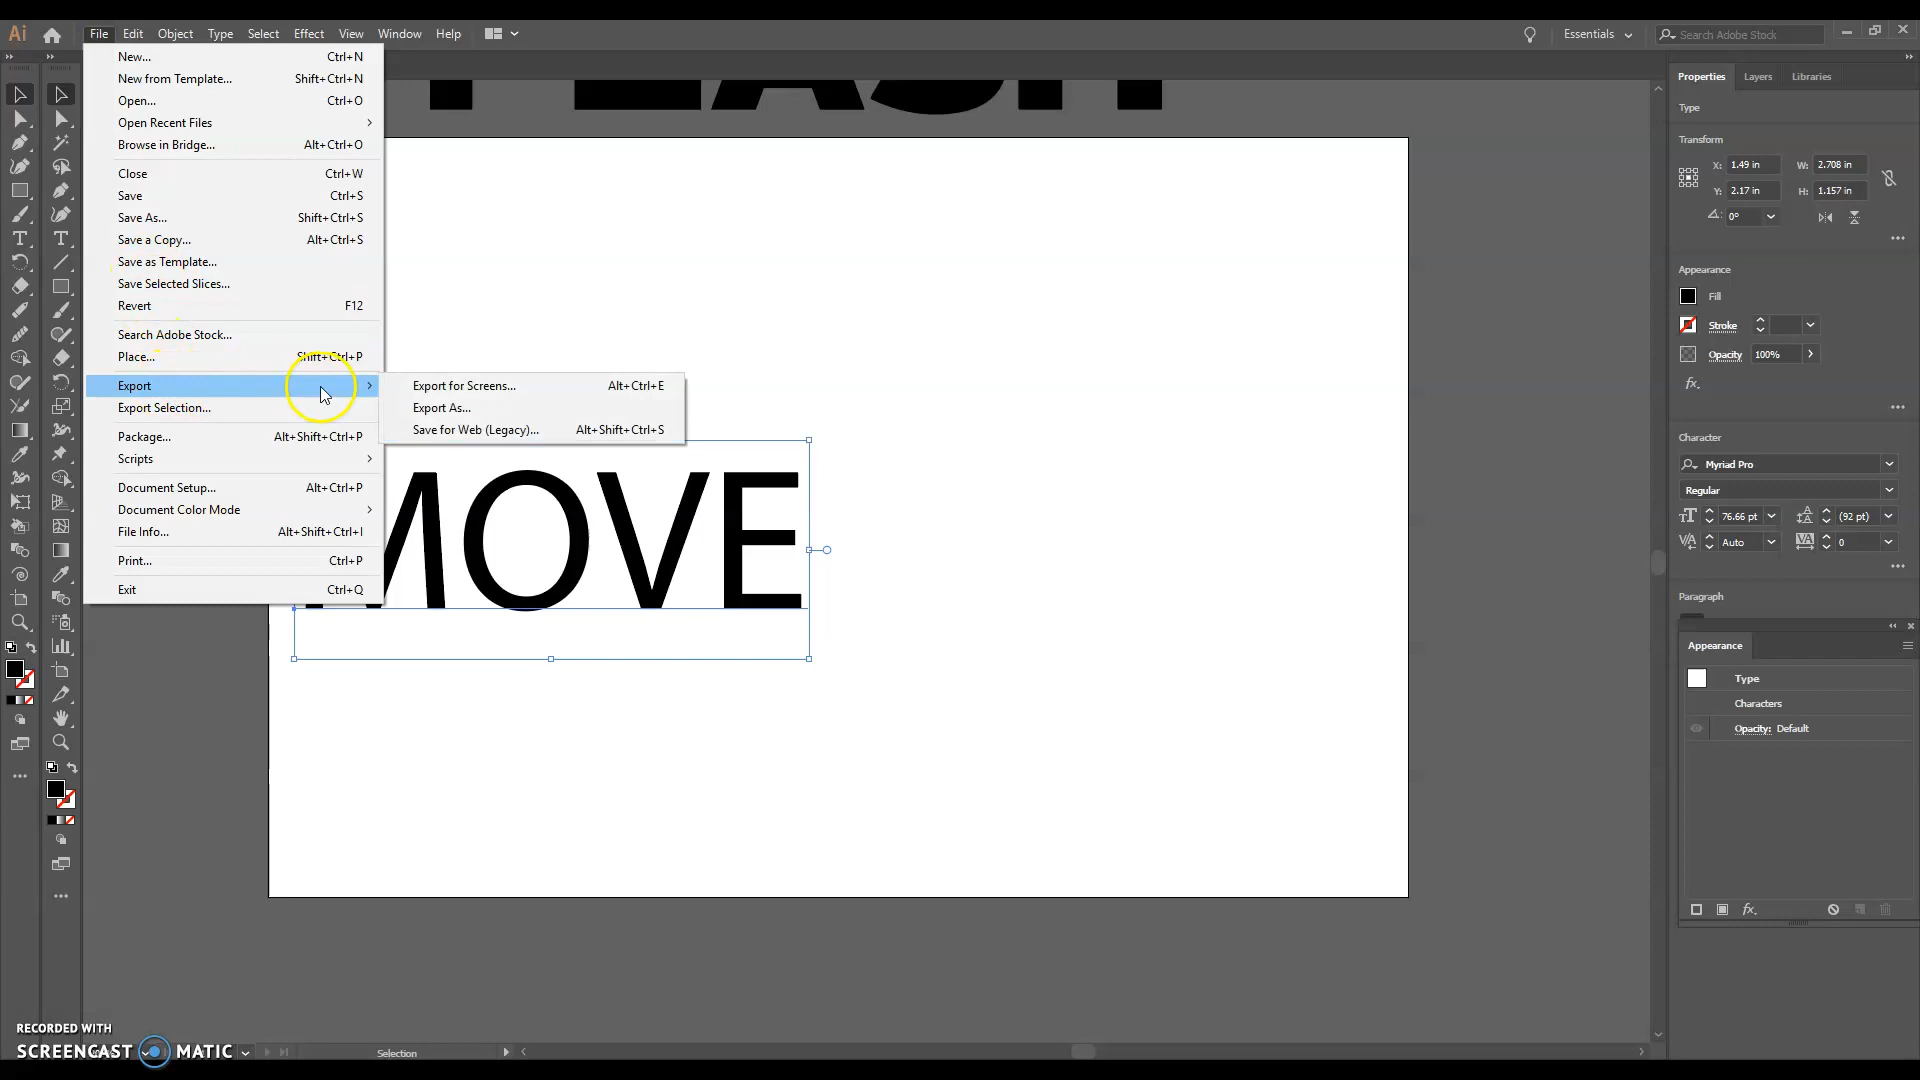 Ai File Edit Object Type Select Effect View Window Help Essentials Search Adobe Stock
New... Ctrl+N
New from Template... Shift+Ctrl+N
Open... Ctrl+O
Open Recent Files
Browse in Bridge... Alt+Ctrl+O
Close Ctrl+W
Save Ctrl+S
Save As... Shift+Ctrl+S
Save a Copy... Alt+Ctrl+S
Save as Template...
Save Selected Slices...
Revert F12
Search Adobe Stock...
Place... Shift+Ctrl+P
Export
Export Selection...
Package... Alt+Shift+Ctrl+P
Scripts
Document Setup... Alt+Ctrl+P
Document Color Mode
File Info... Alt+Shift+Ctrl+I
Print... Ctrl+P
Exit Ctrl+Q
Export for Screens... Alt+Ctrl+E
Export As...
Save for Web (Legacy)... Alt+Shift+Ctrl+S
MOVE
Properties Layers Libraries
Type
Transform
X: 1.49 in W: 2.708 in
Y: 2.17 in H: 1.157 in
0°
Appearance
Fill
Stroke
Opacity 100%
fx.
Character
Myriad Pro
Regular
76.66 pt (92 pt)
Auto 0
Paragraph
Appearance
Type
Characters
Opacity: Default
fx.
Selection
RECORDED WITH
SCREENCAST MATIC